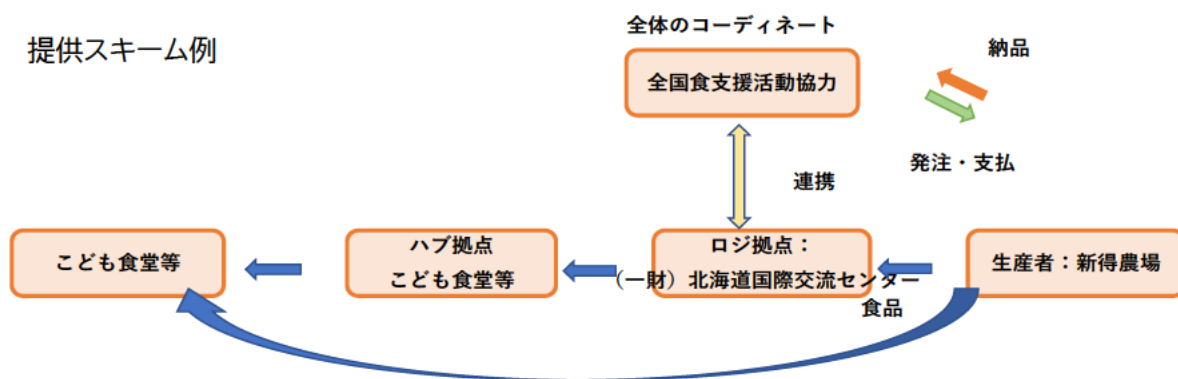 提供スキーム例
全体のコーディネート
全国食支援活動協力
納品
発注・支払
連携
こども食堂等
ハブ拠点
こども食堂等
ロジ拠点：
（一財）北海道国際交流センター
食品
生産者：新得農場